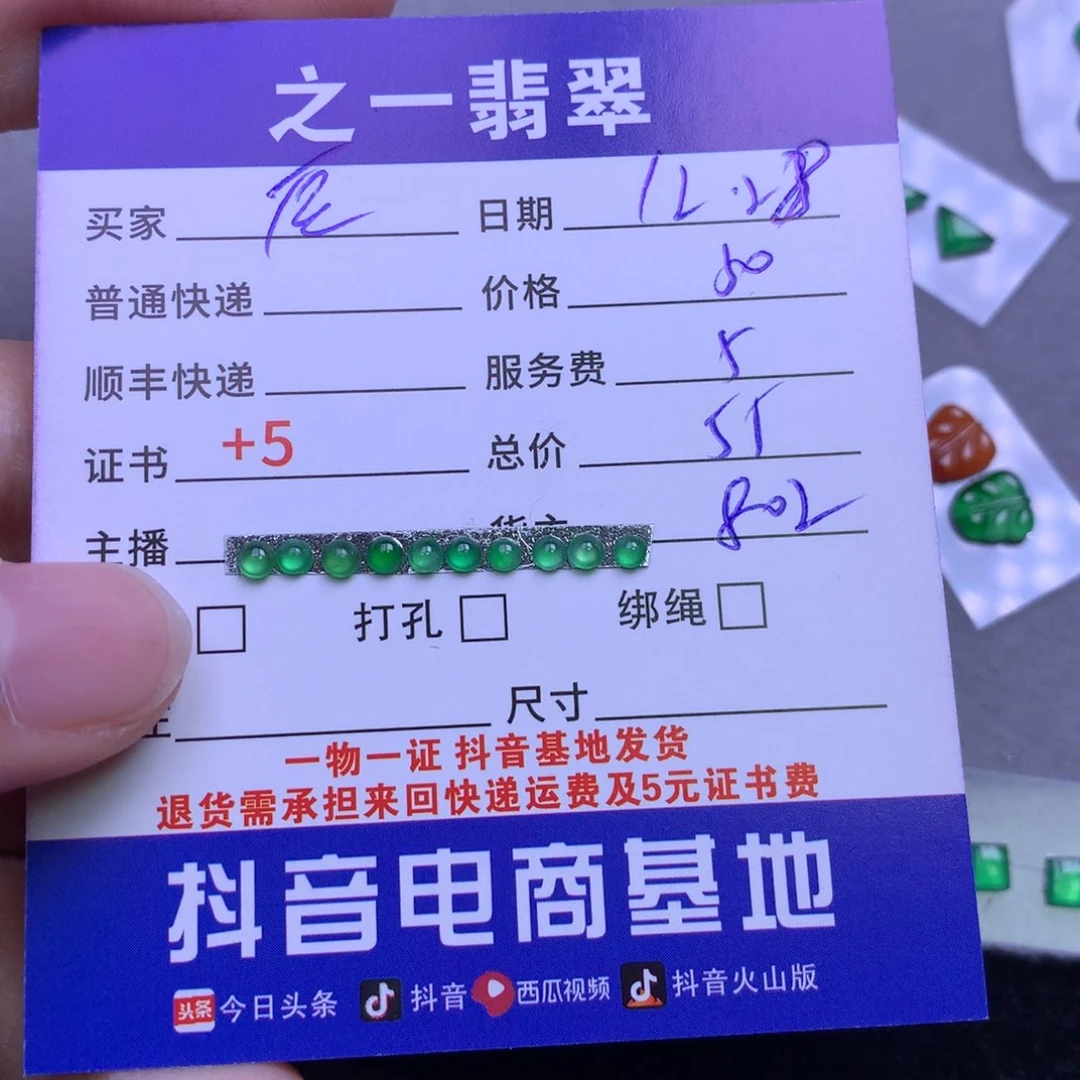 之一翡翠
买家 日期 12.28
普通快递 价格 50
顺丰快递 服务费 5
证书 +5 总价 55
主播 货主 802
打孔 绑绳
尺寸
一物一证 抖音基地发货
退货需承担来回快递运费及5元证书费
抖音电商基地
头条 今日头条 抖音 西瓜视频 抖音火山版